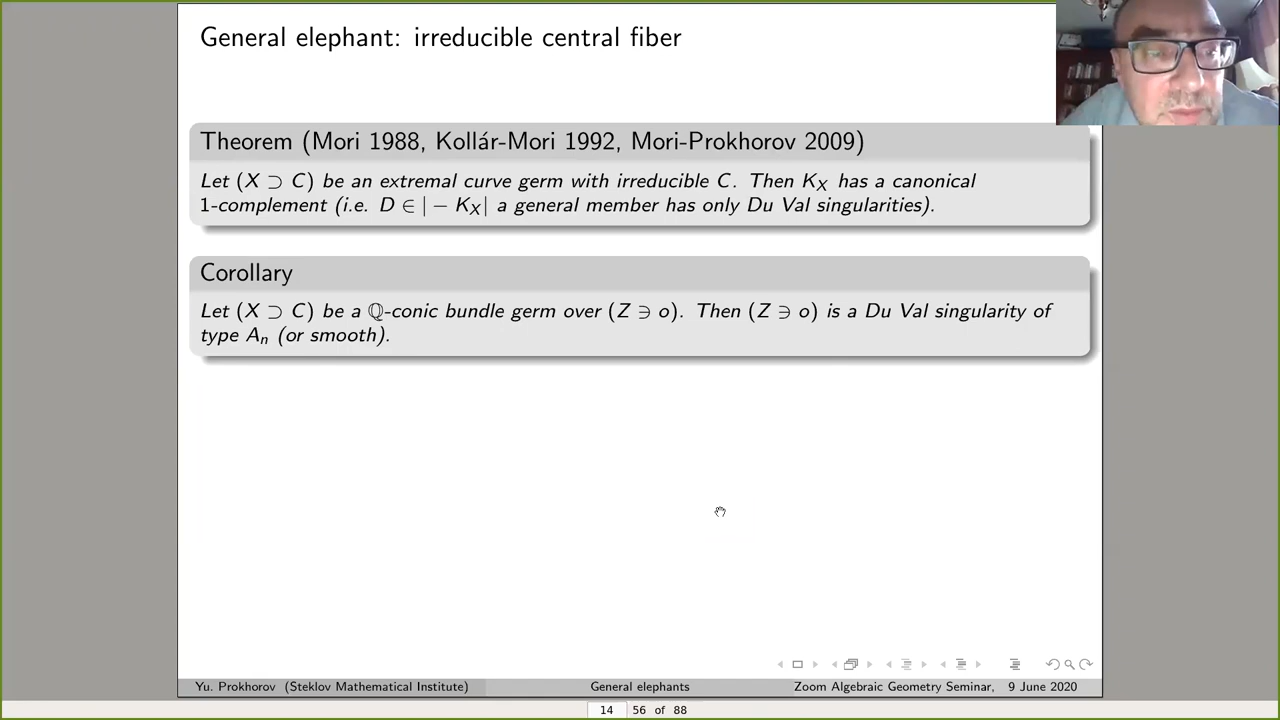 General elephant: irreducible central fiber
Theorem (Mori 1988, Kollár-Mori 1992, Mori-Prokhorov 2009)
Let (X ⊃ C) be an extremal curve germ with irreducible C. Then K_X has a canonical
1-complement (i.e. D ∈ | − K_X| a general member has only Du Val singularities).
Corollary
Let (X ⊃ C) be a ℚ-conic bundle germ over (Z ∋ o). Then (Z ∋ o) is a Du Val singularity of
type A_n (or smooth).
Yu. Prokhorov (Steklov Mathematical Institute) General elephants Zoom Algebraic Geometry Seminar, 9 June 2020
14 56 of 88